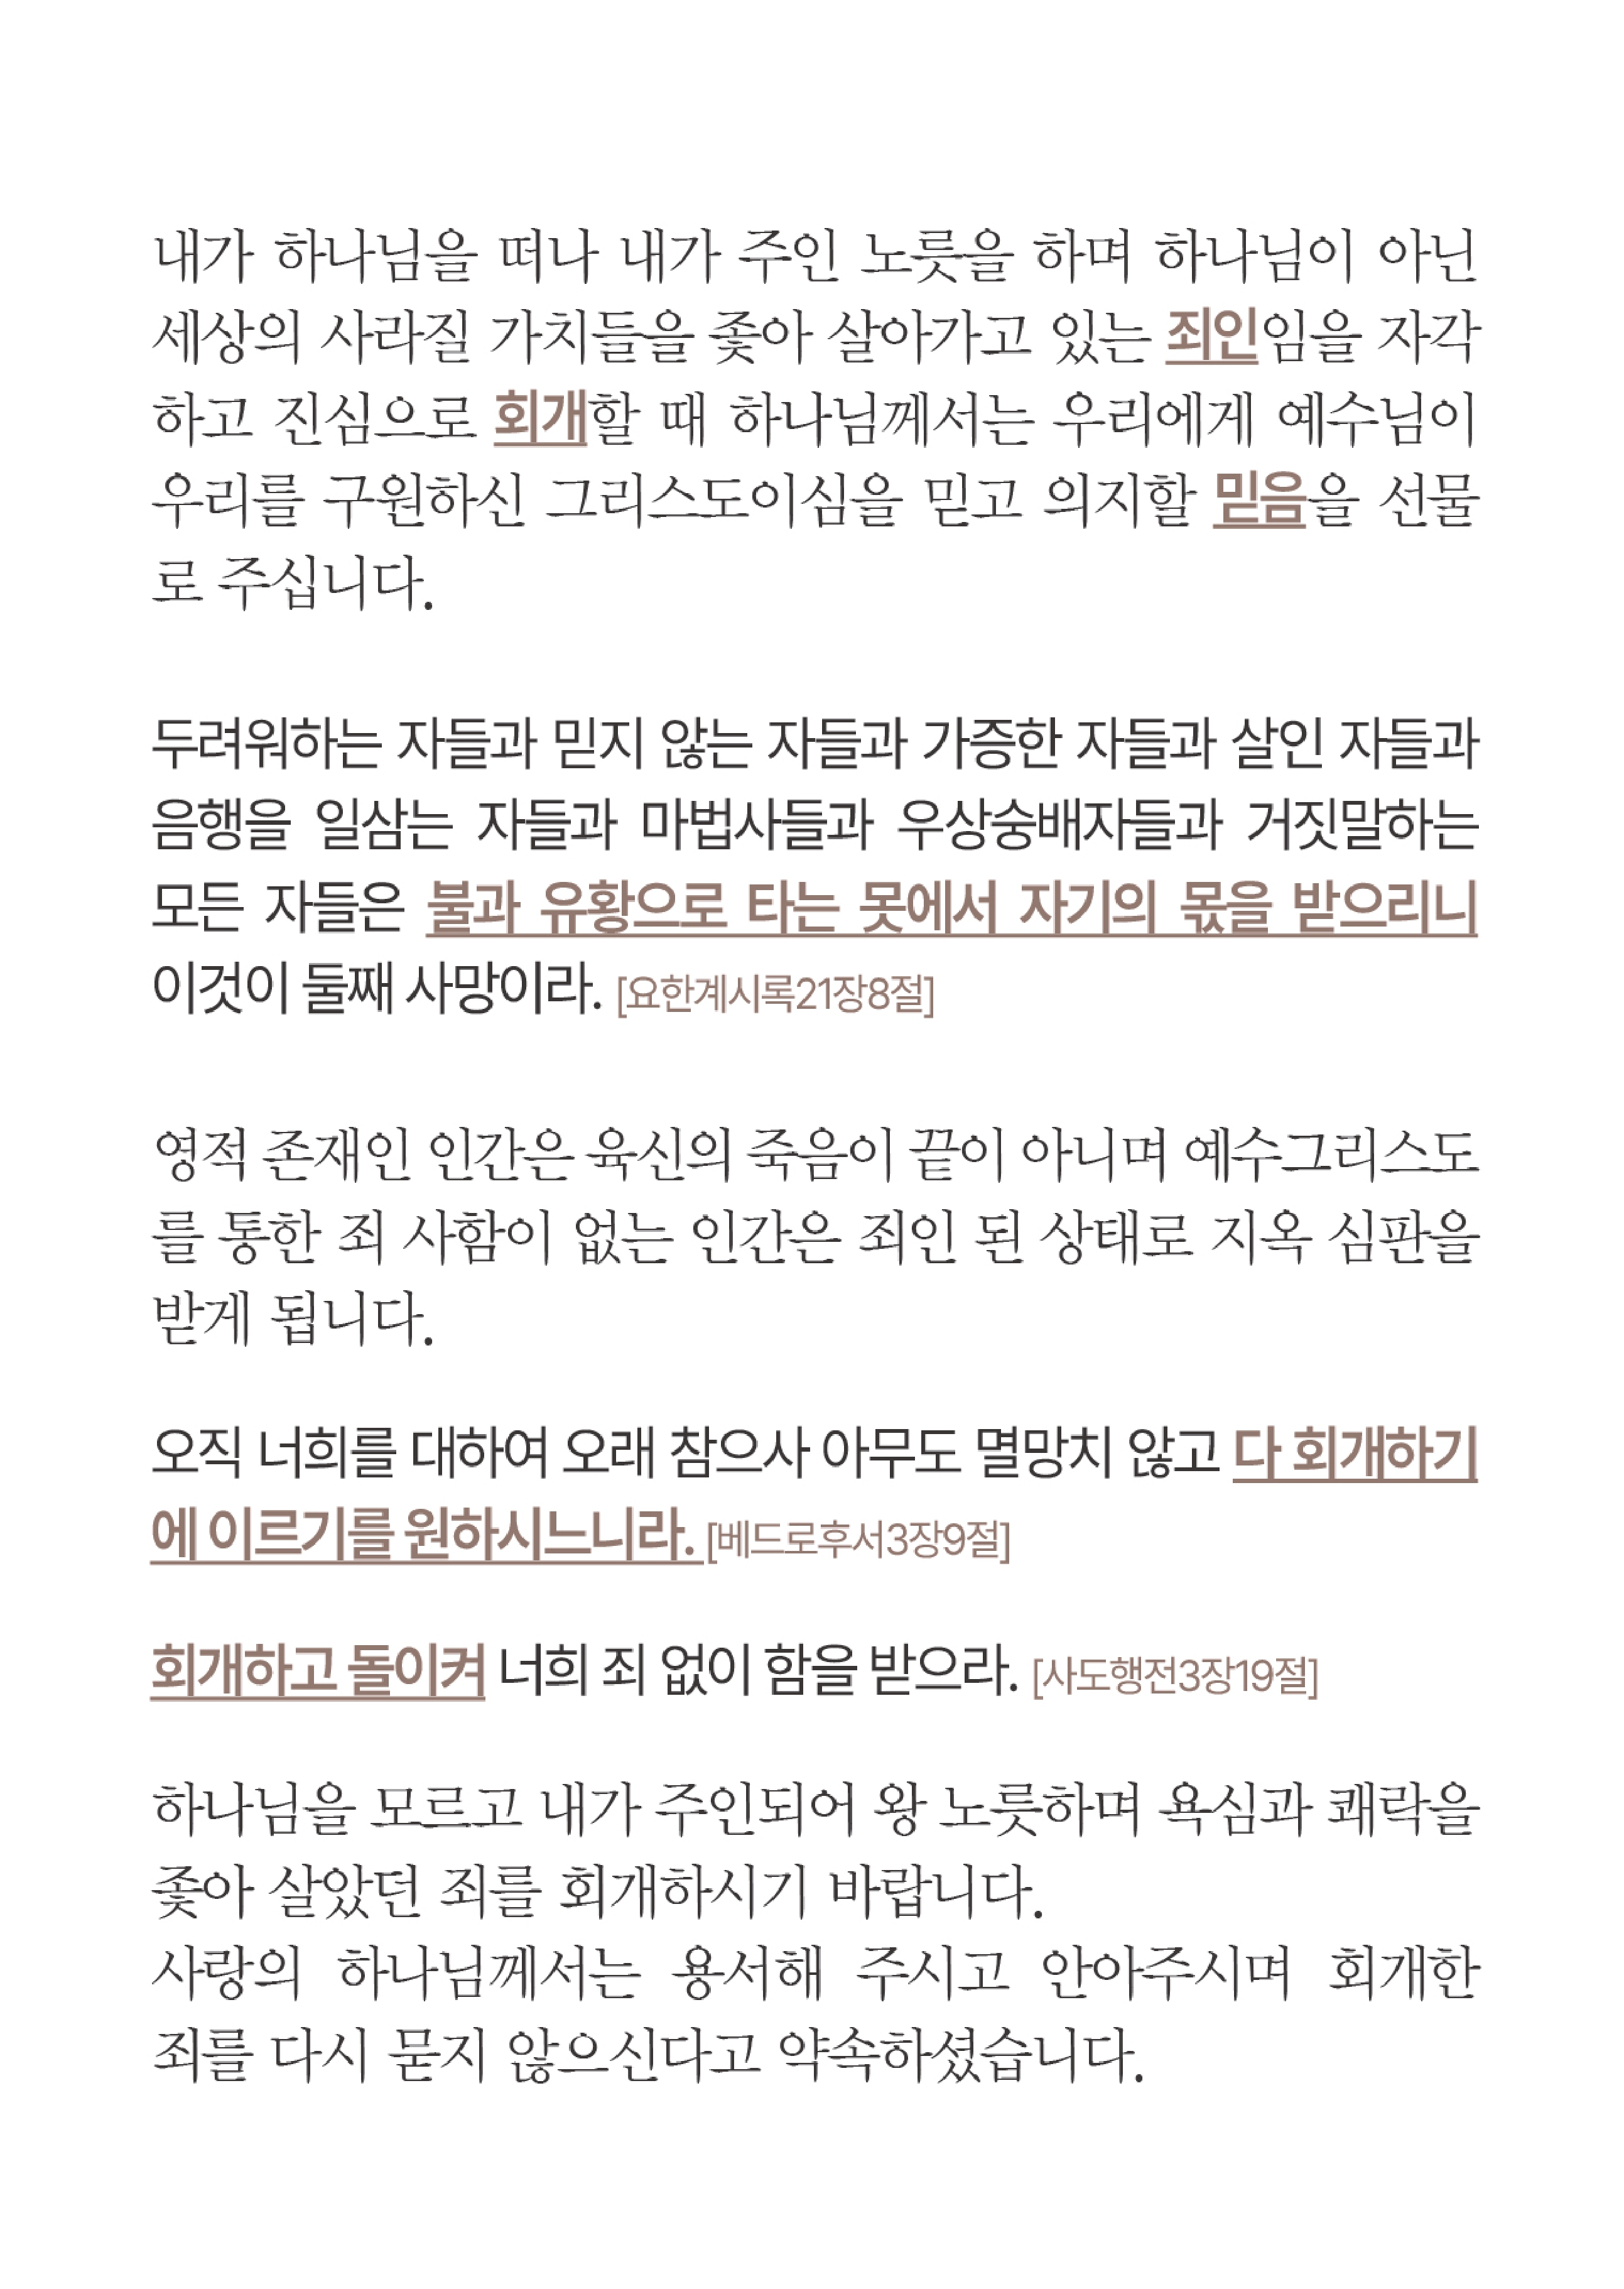 내가 하나님을 떠나 내가 주인 노릇을 하며 하나님이 아닌
세상의 사라질 가치들을 좇아 살아가고 있는 죄인임을 자각
하고 진심으로 회개할 때 하나님께서는 우리에게 예수님이
우리를 구원하신 그리스도이심을 믿고 의지할 믿음을 선물
로 주십니다.
두려워하는 자들과 믿지 않는 자들과 가증한 자들과 살인 자들과
음행을 일삼는 자들과 마법사들과 우상숭배자들과 거짓말하는
모든 자들은 불과 유황으로 타는 못에서 자기의 몫을 받으리니
이것이 둘째 사망이라. [요한계시록21장8절]
영적 존재인 인간은 육신의 죽음이 끝이 아니며 예수그리스도
를 통한 죄 사함이 없는 인간은 죄인 된 상태로 지옥 심판을
받게 됩니다.
오직 너희를 대하여 오래 참으사 아무도 멸망치 않고 다 회개하기
에 이르기를 원하시느니라. [베드로후서3장9절]
회개하고 돌이켜 너희 죄 없이 함을 받으라. [사도행전3장19절]
하나님을 모르고 내가 주인되어 왕 노릇하며 욕심과 쾌락을
좇아 살았던 죄를 회개하시기 바랍니다.
사랑의 하나님께서는 용서해 주시고 안아주시며 회개한
죄를 다시 묻지 않으신다고 약속하셨습니다.